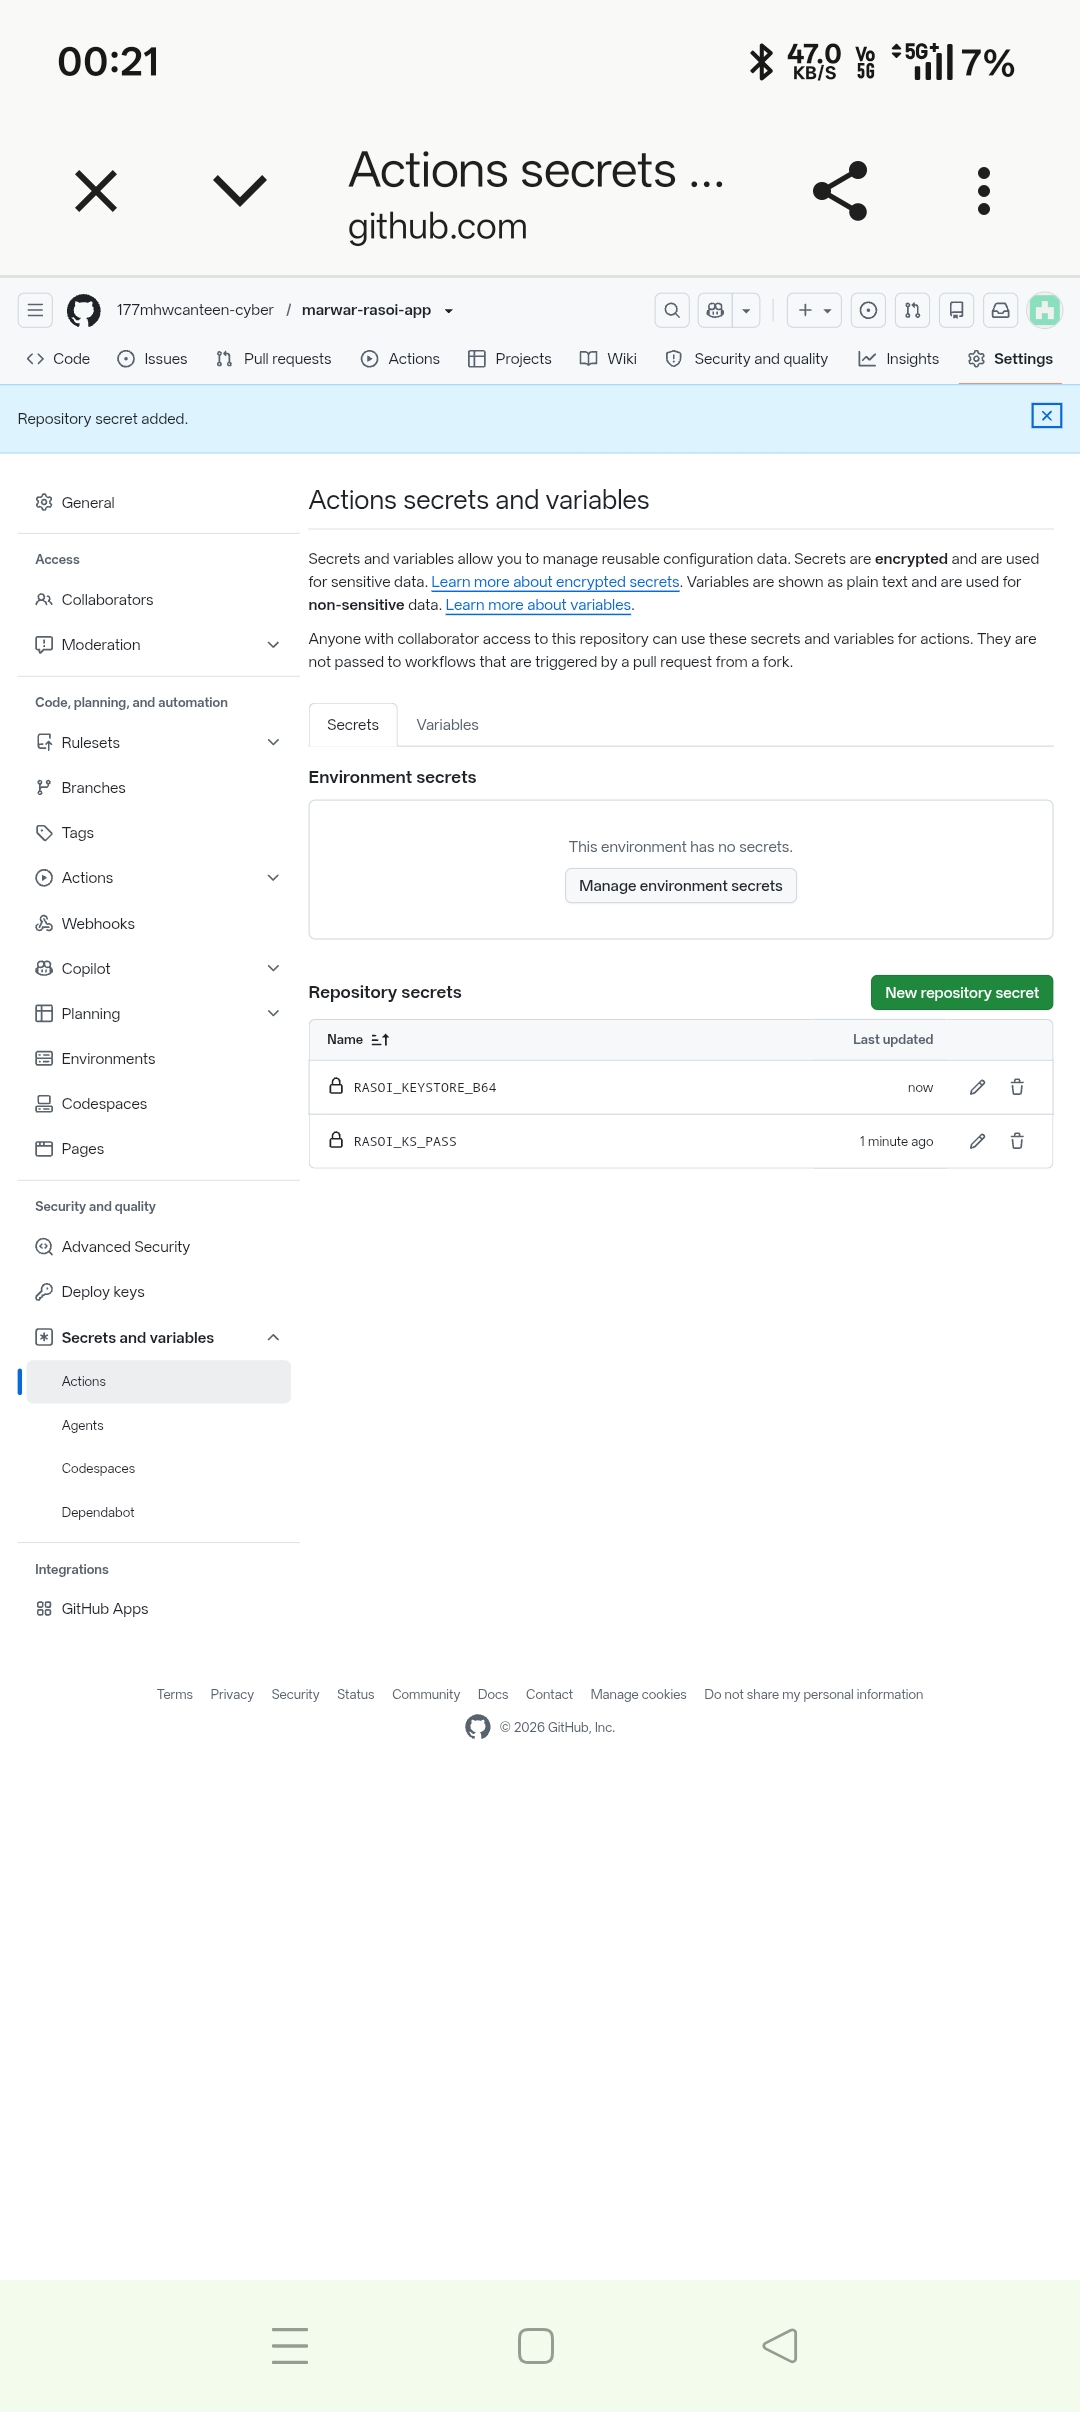 00:21
47.0 KB/S Vo 5G 5G+ 7%
Actions secrets ...
github.com
177mhwcanteen-cyber / marwar-rasoi-app
Code Issues Pull requests Actions Projects Wiki Security and quality Insights Settings
Repository secret added.
General
Access
Collaborators
Moderation
Code, planning, and automation
Rulesets
Branches
Tags
Actions
Webhooks
Copilot
Planning
Environments
Codespaces
Pages
Security and quality
Advanced Security
Deploy keys
Secrets and variables
Actions
Agents
Codespaces
Dependabot
Integrations
GitHub Apps
Actions secrets and variables
Secrets and variables allow you to manage reusable configuration data. Secrets are encrypted and are used
for sensitive data. Learn more about encrypted secrets. Variables are shown as plain text and are used for
non-sensitive data. Learn more about variables.
Anyone with collaborator access to this repository can use these secrets and variables for actions. They are
not passed to workflows that are triggered by a pull request from a fork.
Secrets Variables
Environment secrets
This environment has no secrets.
Manage environment secrets
Repository secrets New repository secret
Name Last updated
RASOI_KEYSTORE_B64 now
RASOI_KS_PASS 1 minute ago
Terms Privacy Security Status Community Docs Contact Manage cookies Do not share my personal information
© 2026 GitHub, Inc.